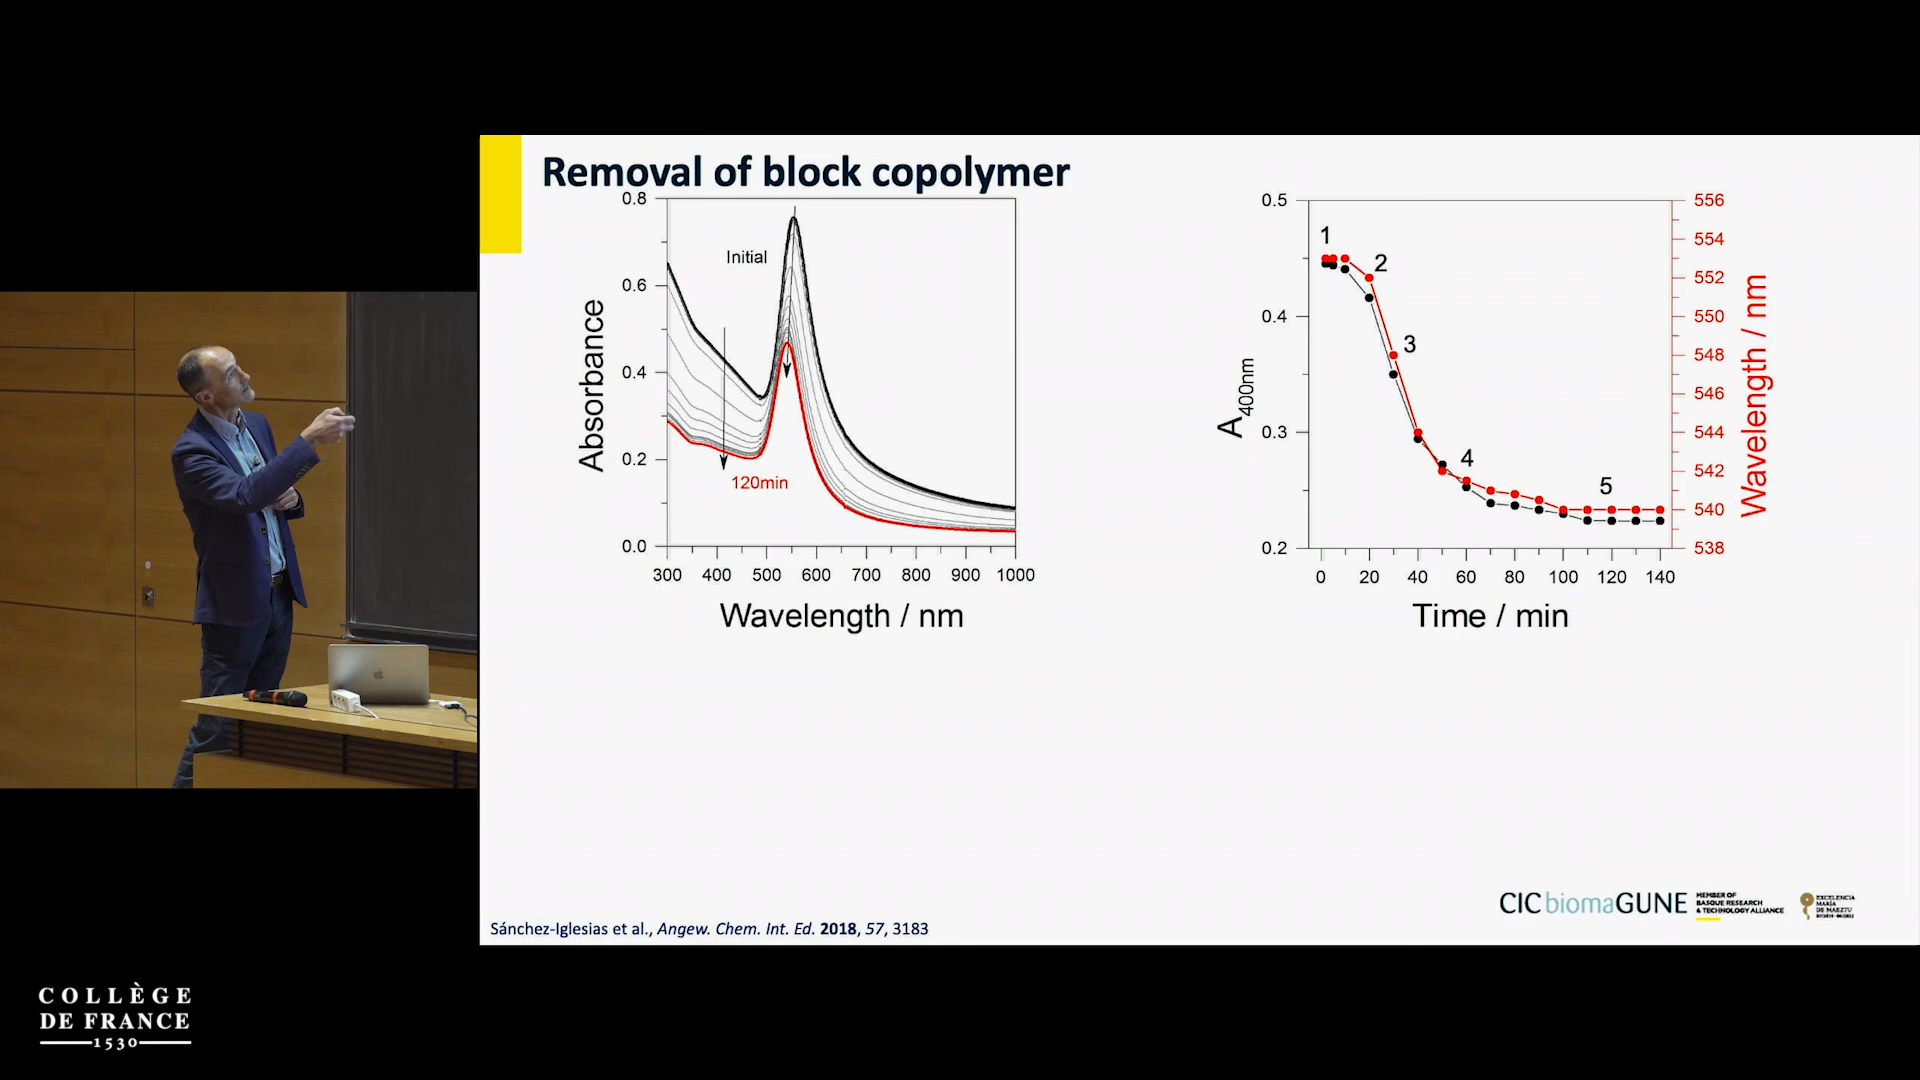 Removal of block copolymer
0.8
0.6
0.4
0.2
0.0
Absorbance
Initial
120min
300 400 500 600 700 800 900 1000
Wavelength / nm
0.5
0.4
0.3
0.2
A400nm
1
2
3
4
5
556
554
552
550
548
546
544
542
540
538
Wavelength / nm
0 20 40 60 80 100 120 140
Time / min
CIC biomaGUNE
MEMBER OF
BASQUE RESEARCH
& TECHNOLOGY ALLIANCE
EXCELENCIA
MARÍA
DE MAEZTU
Sánchez-Iglesias et al., Angew. Chem. Int. Ed. 2018, 57, 3183
COLLÈGE
DE FRANCE
1530